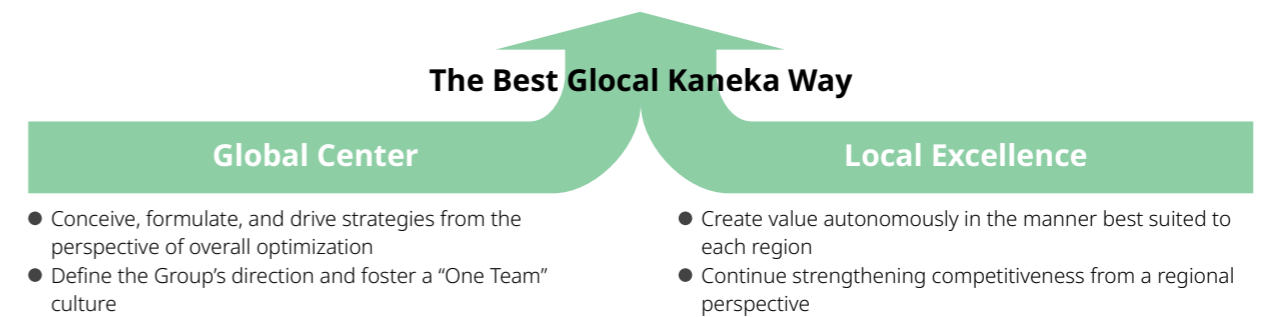 The Best Glocal Kaneka Way
Global Center
● Conceive, formulate, and drive strategies from the
perspective of overall optimization
● Define the Group’s direction and foster a “One Team”
culture
Local Excellence
● Create value autonomously in the manner best suited to
each region
● Continue strengthening competitiveness from a regional
perspective